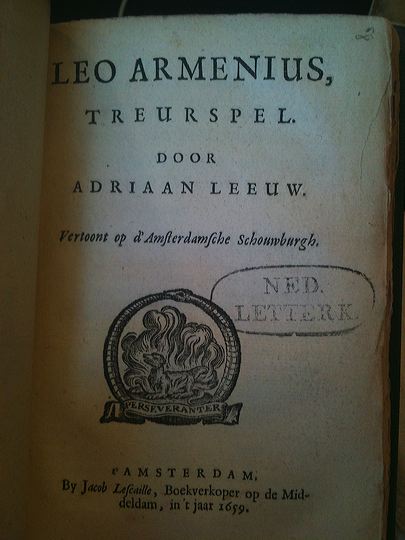 LEO ARMENIUS,
TREURSPEL.
DOOR
ADRIAAN LEEUW.
Vertoont op d'Amſterdamſche Schouwburgh.
NED.
LETTERK.
PERSEVERANTER
t'AMSTERDAM,
By Jacob Leſcaille, Boekverkoper op de Mid-
deldam, in 't jaar 1659.